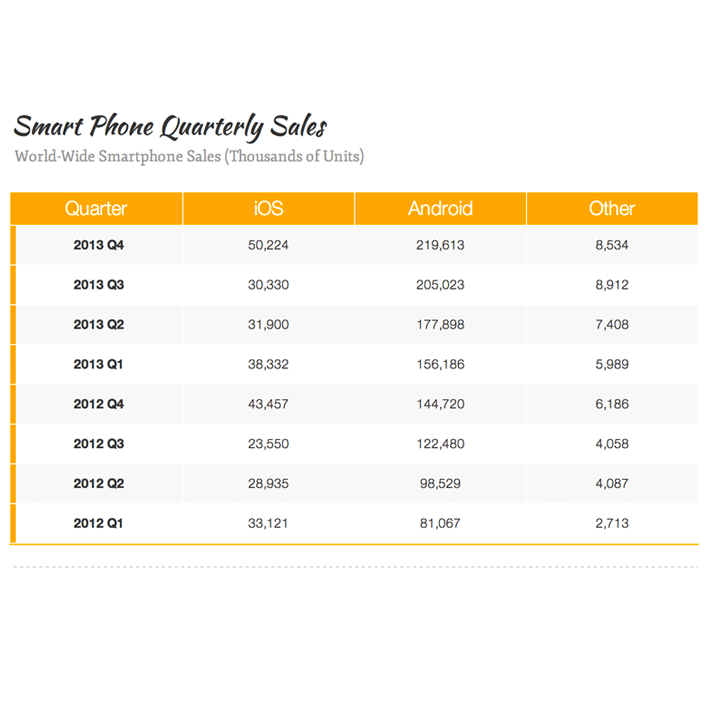 Smart Phone Quarterly Sales
World-Wide Smartphone Sales (Thousands of Units)
Quarter iOS Android Other
2013 Q4 50,224 219,613 8,534
2013 Q3 30,330 205,023 8,912
2013 Q2 31,900 177,898 7,408
2013 Q1 38,332 156,186 5,989
2012 Q4 43,457 144,720 6,186
2012 Q3 23,550 122,480 4,058
2012 Q2 28,935 98,529 4,087
2012 Q1 33,121 81,067 2,713